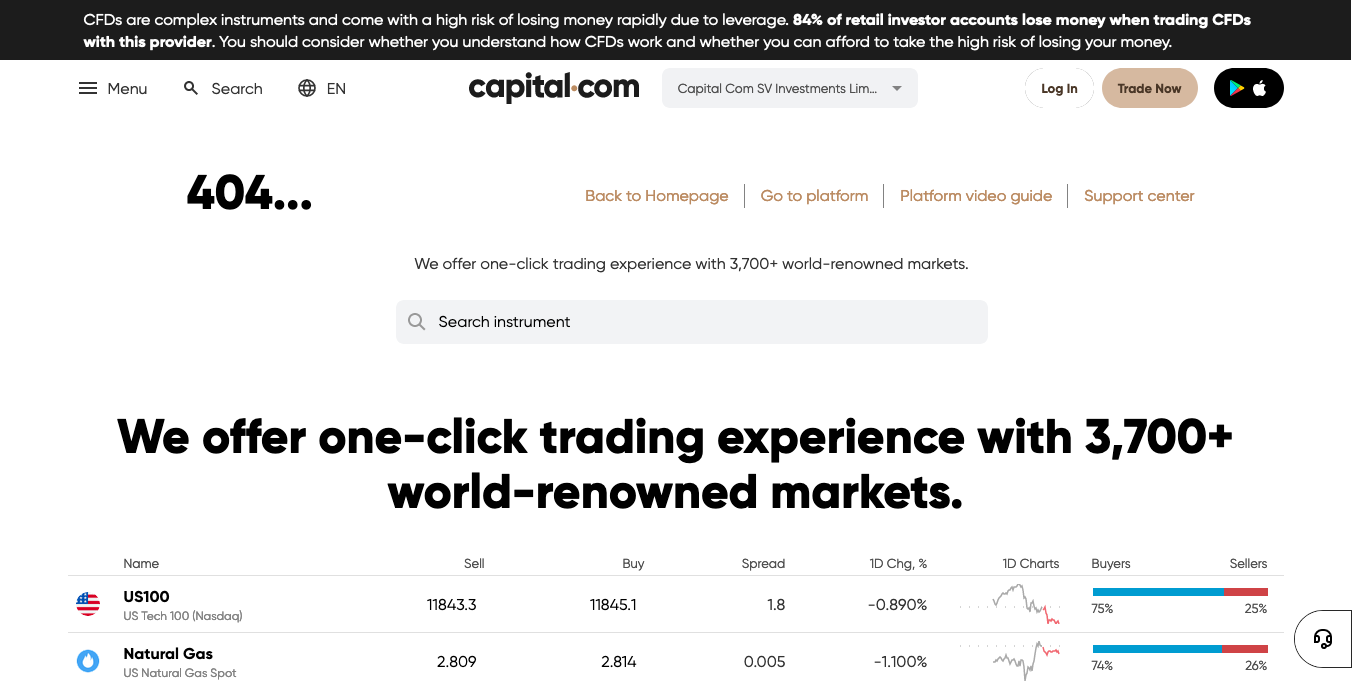 CFDs are complex instruments and come with a high risk of losing money rapidly due to leverage. 84% of retail investor accounts lose money when trading CFDs
with this provider. You should consider whether you understand how CFDs work and whether you can afford to take the high risk of losing your money.
Menu Search EN capital.com Capital Com SV Investments Lim... Log In Trade Now
404...
Back to Homepage Go to platform Platform video guide Support center
We offer one-click trading experience with 3,700+ world-renowned markets.
Search instrument
We offer one-click trading experience with 3,700+
world-renowned markets.
Name Sell Buy Spread 1D Chg, % 1D Charts Buyers Sellers
US100 11843.3 11845.1 1.8 -0.890%
US Tech 100 (Nasdaq) 75% 25%
Natural Gas 2.809 2.814 0.005 -1.100%
US Natural Gas Spot 74% 26%